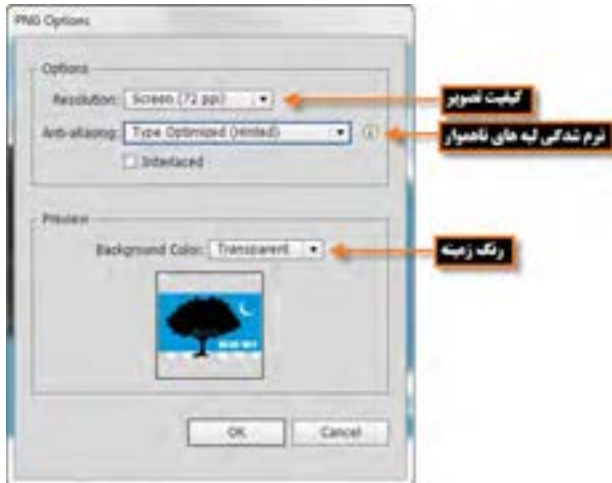 PNG Options
Options
Resolution: Screen (72 ppi)
کیفیت تصویر
Anti-aliasing: Type Optimized (Hinted)
نرم شدگی لبه های ناهموار
Interlaced
Preview
Background Color: Transparent
رنگ زمینه
OK
Cancel